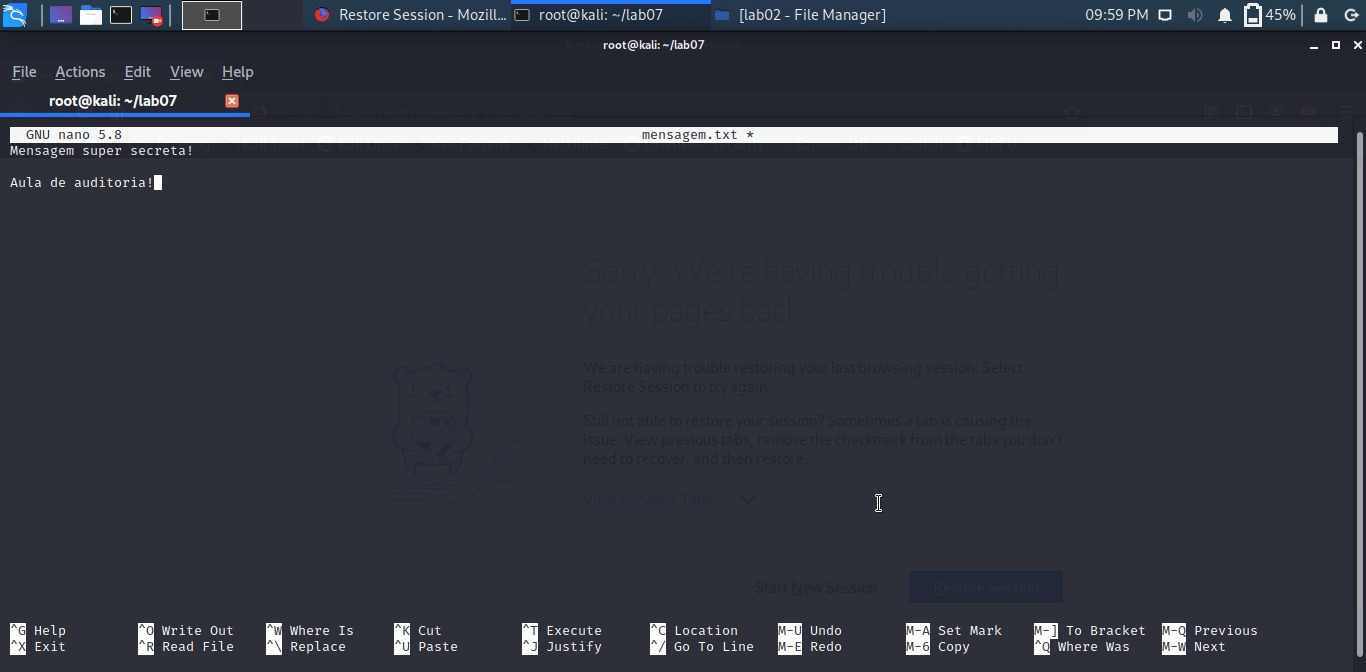 Restore Session - Mozill... root@kali: ~/lab07 [lab02 - File Manager] 09:59 PM 45%
root@kali: ~/lab07
File Actions Edit View Help
root@kali: ~/lab07
GNU nano 5.8 mensagem.txt *
Mensagem super secreta!
Aula de auditoria!
Sorry. We're having trouble getting
your pages back.
We are having trouble restoring your last browsing session. Select
Restore Session to try again.
Still not able to restore your session? Sometimes a tab is causing the
issue. View previous tabs, remove the checkmark from the tabs you don't
need to recover, and then restore.
View Previous Tabs
Start New Session Restore Session
^G Help ^O Write Out ^W Where Is ^K Cut ^T Execute ^C Location M-U Undo M-A Set Mark M-] To Bracket M-Q Previous
^X Exit ^R Read File ^\ Replace ^U Paste ^J Justify ^/ Go To Line M-E Redo M-6 Copy ^Q Where Was M-W Next